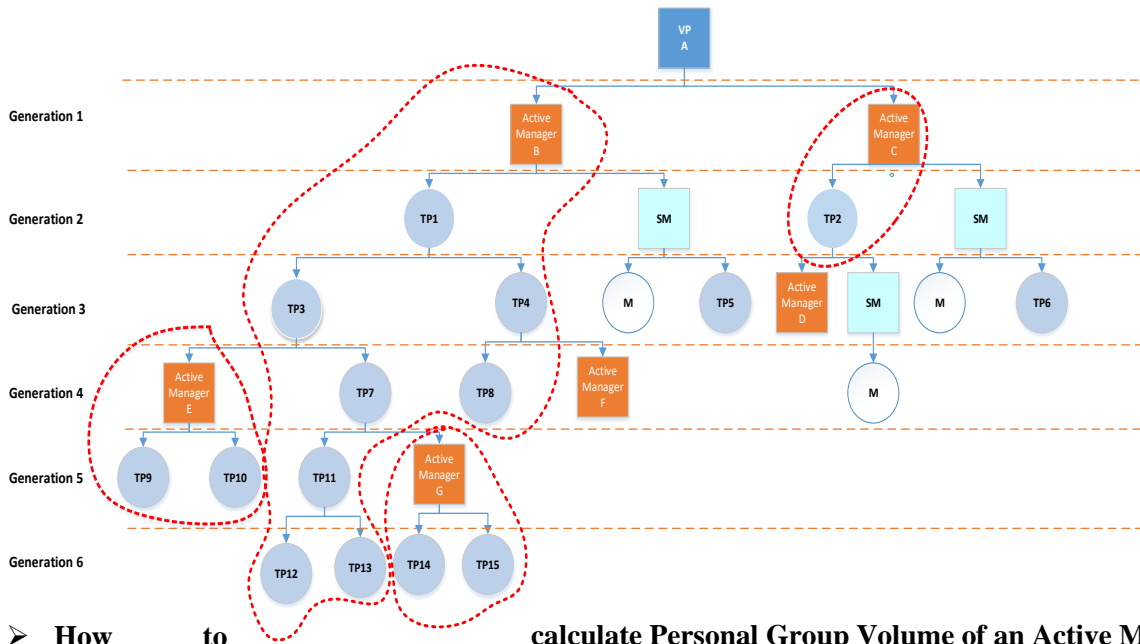 VP
A
Generation 1
Active
Manager
B
Active
Manager
C
Generation 2
TP1
SM
TP2
SM
Generation 3
TP3
TP4
M
TP5
Active
Manager
D
SM
M
TP6
Generation 4
Active
Manager
E
TP7
TP8
Active
Manager
F
M
Generation 5
TP9
TP10
TP11
Active
Manager
G
Generation 6
TP12
TP13
TP14
TP15
➢ How to calculate Personal Group Volume of an Active M